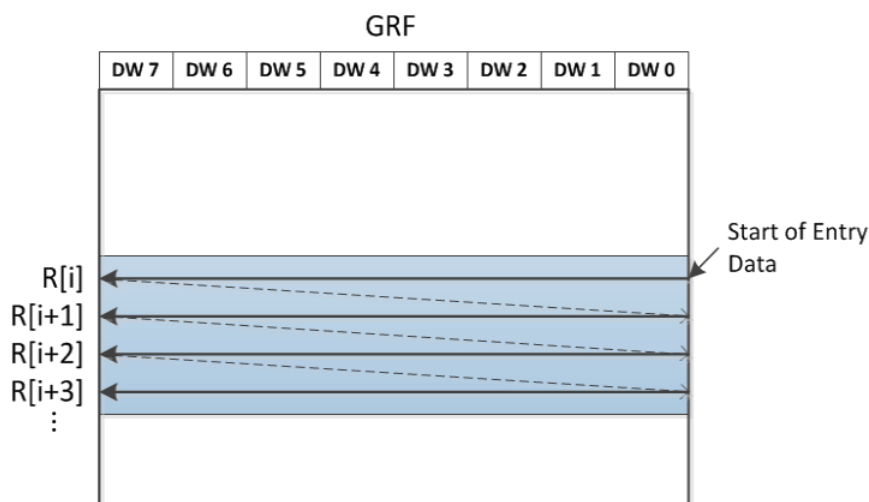 GRF
DW 7 DW 6 DW 5 DW 4 DW 3 DW 2 DW 1 DW 0
Start of Entry
Data
R[i]
R[i+1]
R[i+2]
R[i+3]
⋮